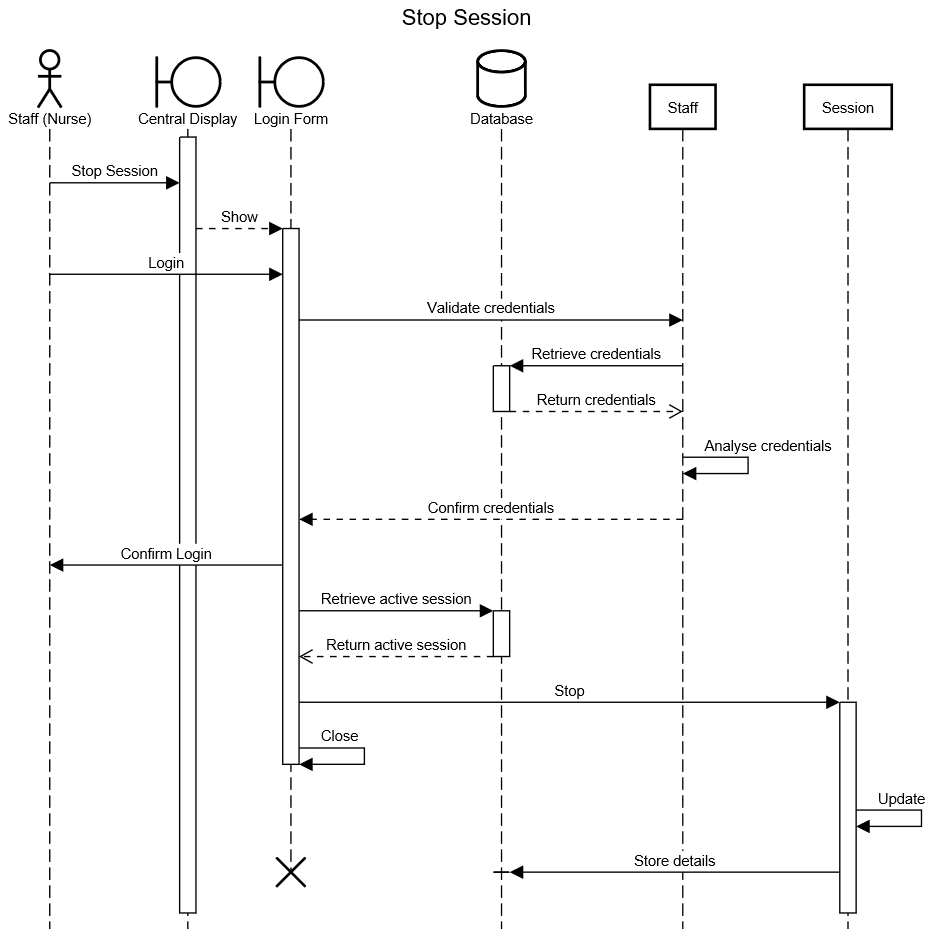 Stop Session
Staff (Nurse)
Central Display
Login Form
Database
Staff
Session
Stop Session
Show
Login
Validate credentials
Retrieve credentials
Return credentials
Analyse credentials
Confirm credentials
Confirm Login
Retrieve active session
Return active session
Stop
Close
Update
Store details